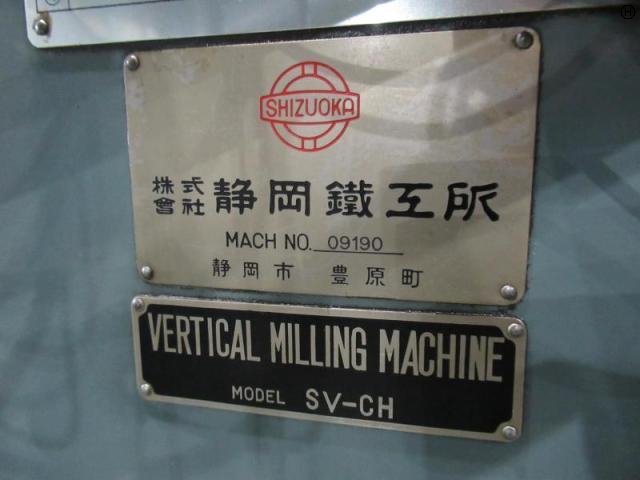 SHIZUOKA
株式會社 静岡鐵工所
MACH NO. 09190
静岡市 豊原町
VERTICAL MILLING MACHINE
MODEL SV-CH